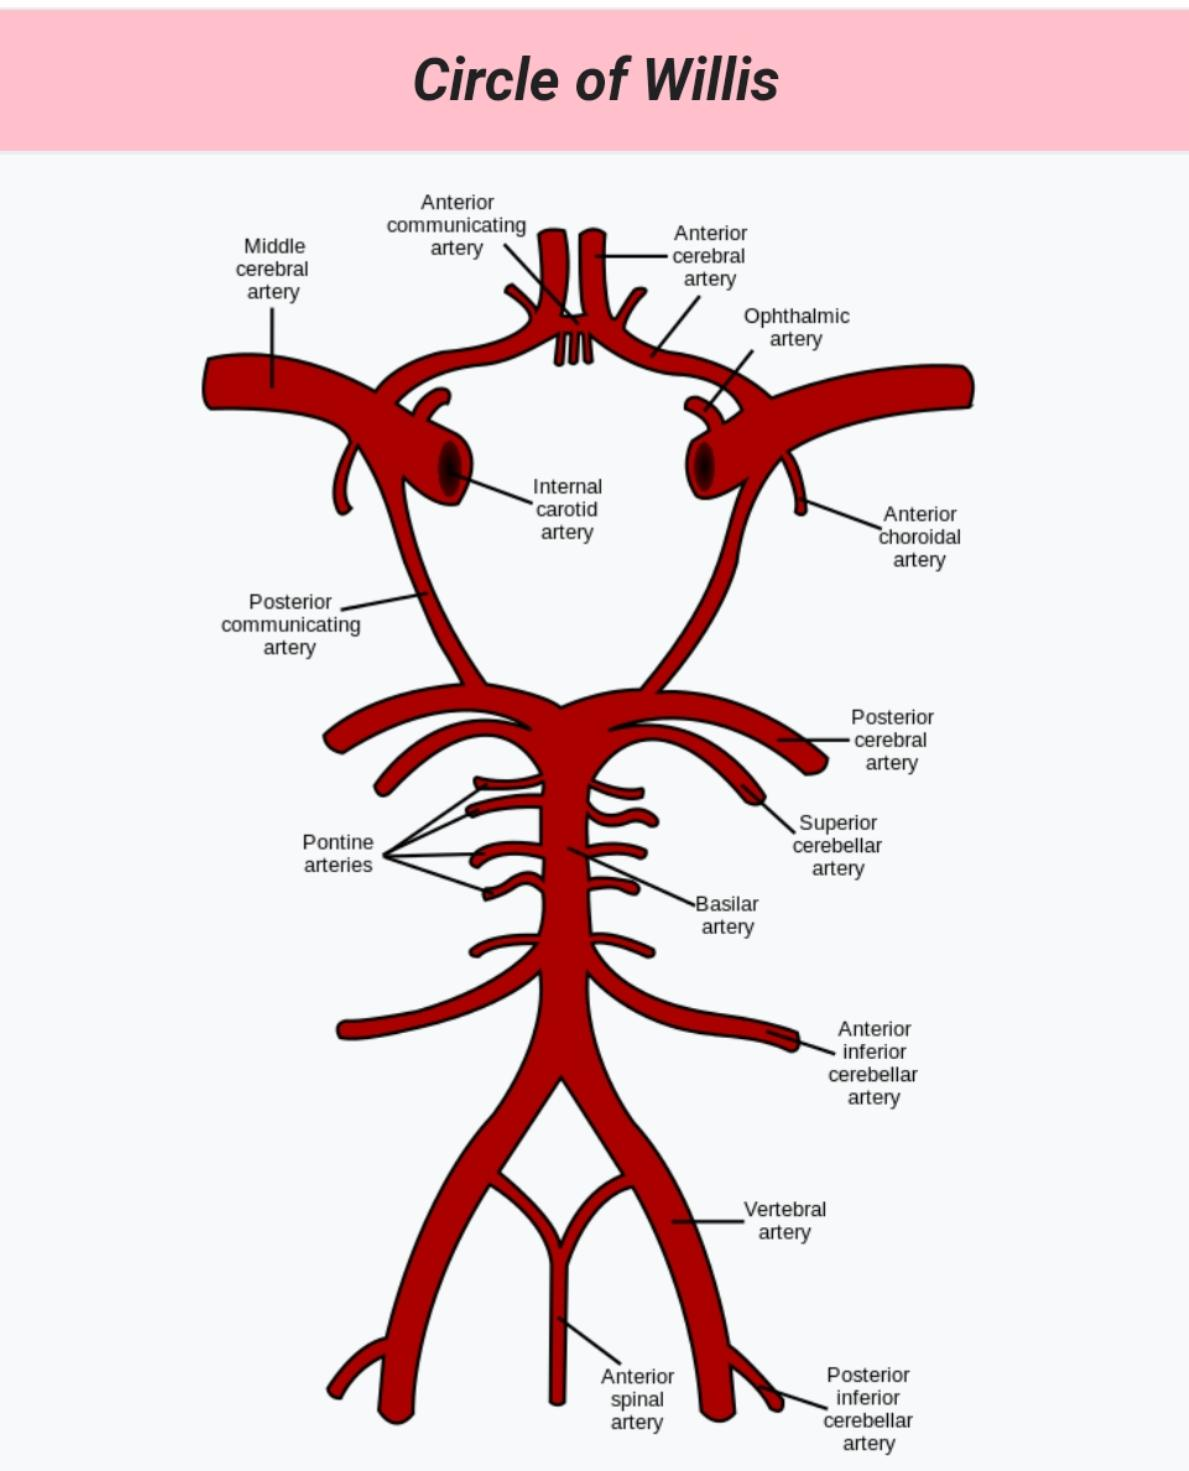 Circle of Willis
Anterior
communicating
artery
Middle
cerebral
artery
Anterior
cerebral
artery
Ophthalmic
artery
Internal
carotid
artery
Anterior
choroidal
artery
Posterior
communicating
artery
Posterior
cerebral
artery
Superior
cerebellar
artery
Pontine
arteries
Basilar
artery
Anterior
inferior
cerebellar
artery
Vertebral
artery
Anterior
spinal
artery
Posterior
inferior
cerebellar
artery